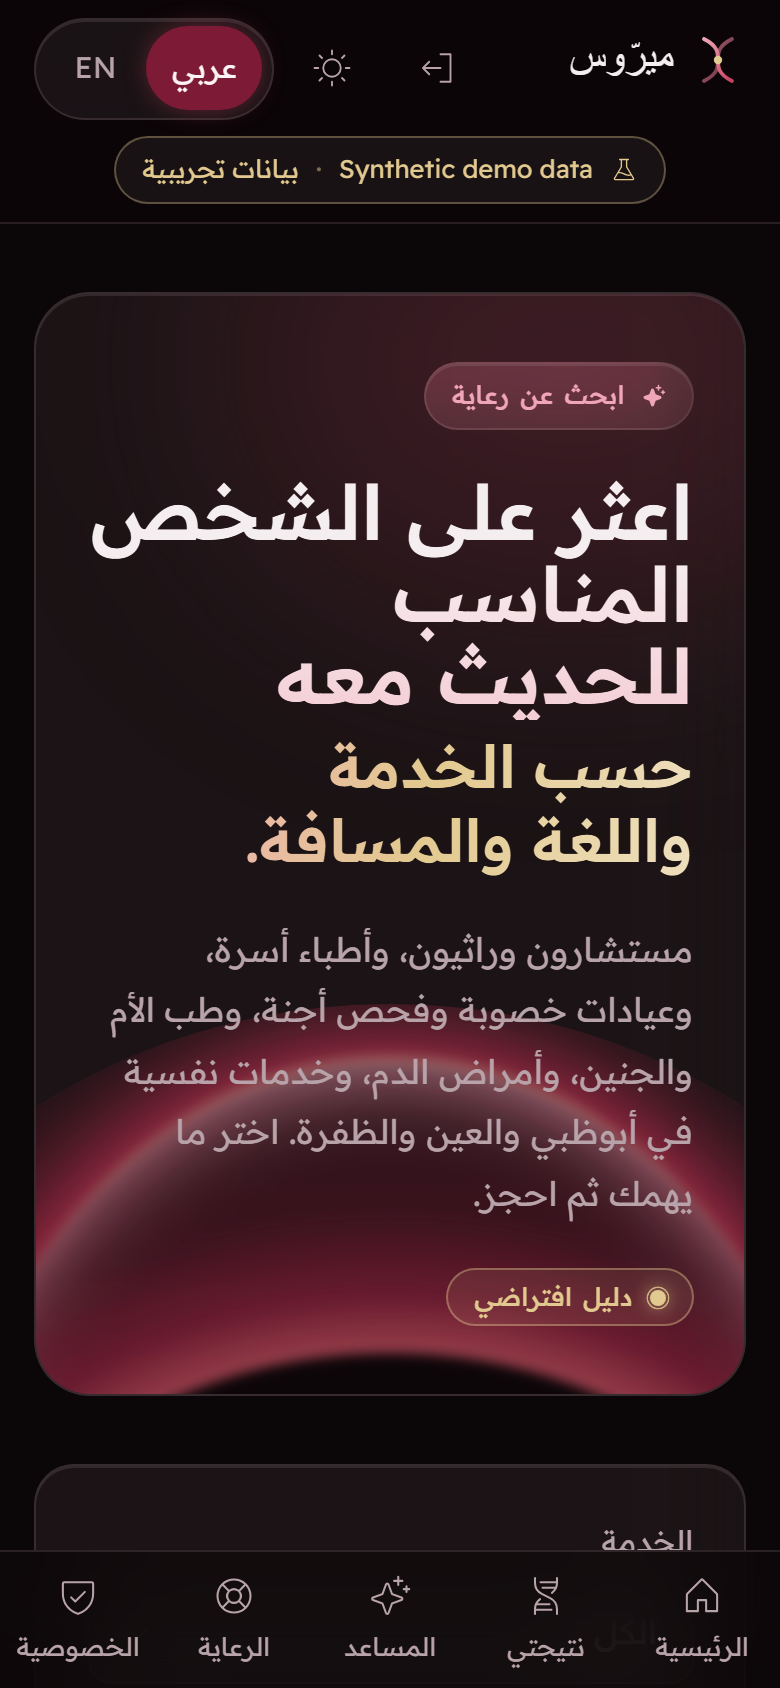 ميرّوس
عربي
EN
Synthetic demo data · بيانات تجريبية
ابحث عن رعاية
اعثر على الشخص
المناسب
للحديث معه
حسب الخدمة
واللغة والمسافة.
مستشارون وراثيون، وأطباء أسرة،
وعيادات خصوبة وفحص أجنة، وطب الأم
والجنين، وأمراض الدم، وخدمات نفسية
في أبوظبي والعين والظفرة. اختر ما
يهمك ثم احجز.
دليل افتراضي
الخدمة
الكل
الرئيسية
نتيجتي
المساعد
الرعاية
الخصوصية